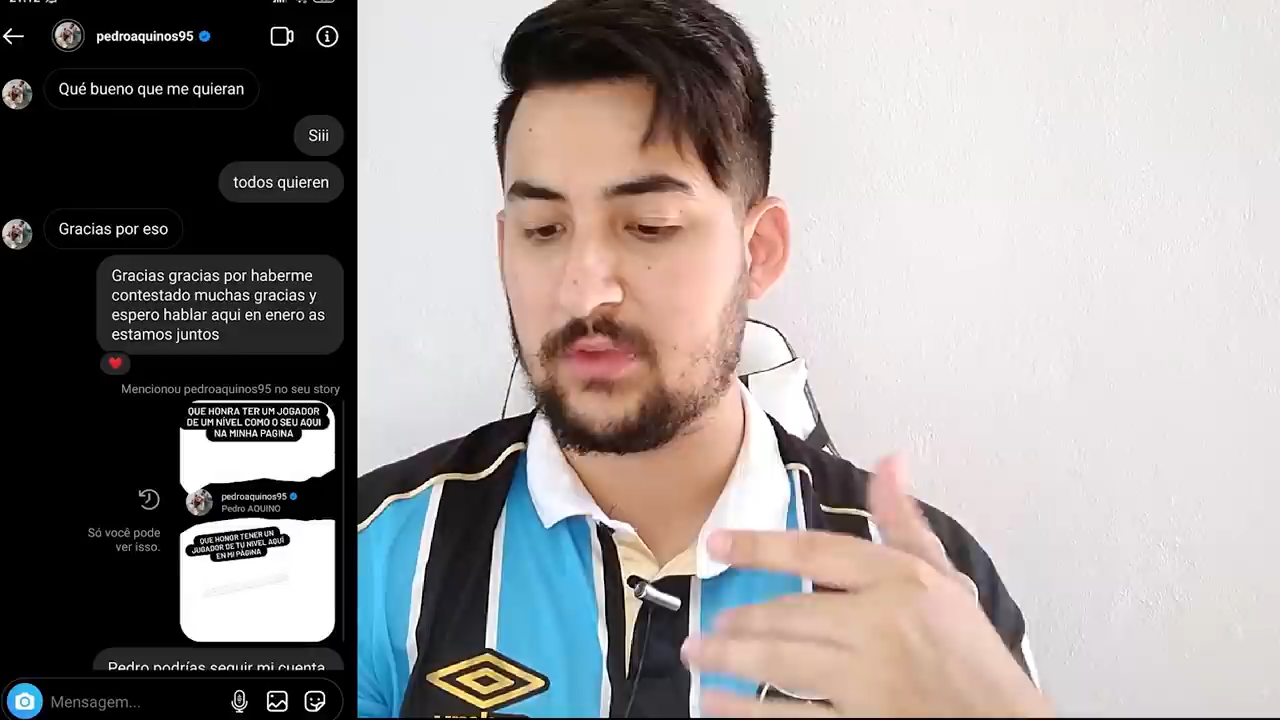 pedroaquinos95
Qué bueno que me quieran
Siii
todos quieren
Gracias por eso
Gracias gracias por haberme
contestado muchas gracias y
espero hablar aqui en enero as
estamos juntos
Mencionou pedroaquinos95 no seu story
QUE HONRA TER UM JOGADOR
DE UM NÍVEL COMO O SEU AQUI
NA MINHA PAGINA
pedroaquinos95
Pedro AQUINO
Só você pode
ver isso.
QUE HONOR TENER UN
JUGADOR DE TU NIVEL AQUÍ
EN MI PÁGINA
Pedro podrías seguir mi cuenta
Mensagem...